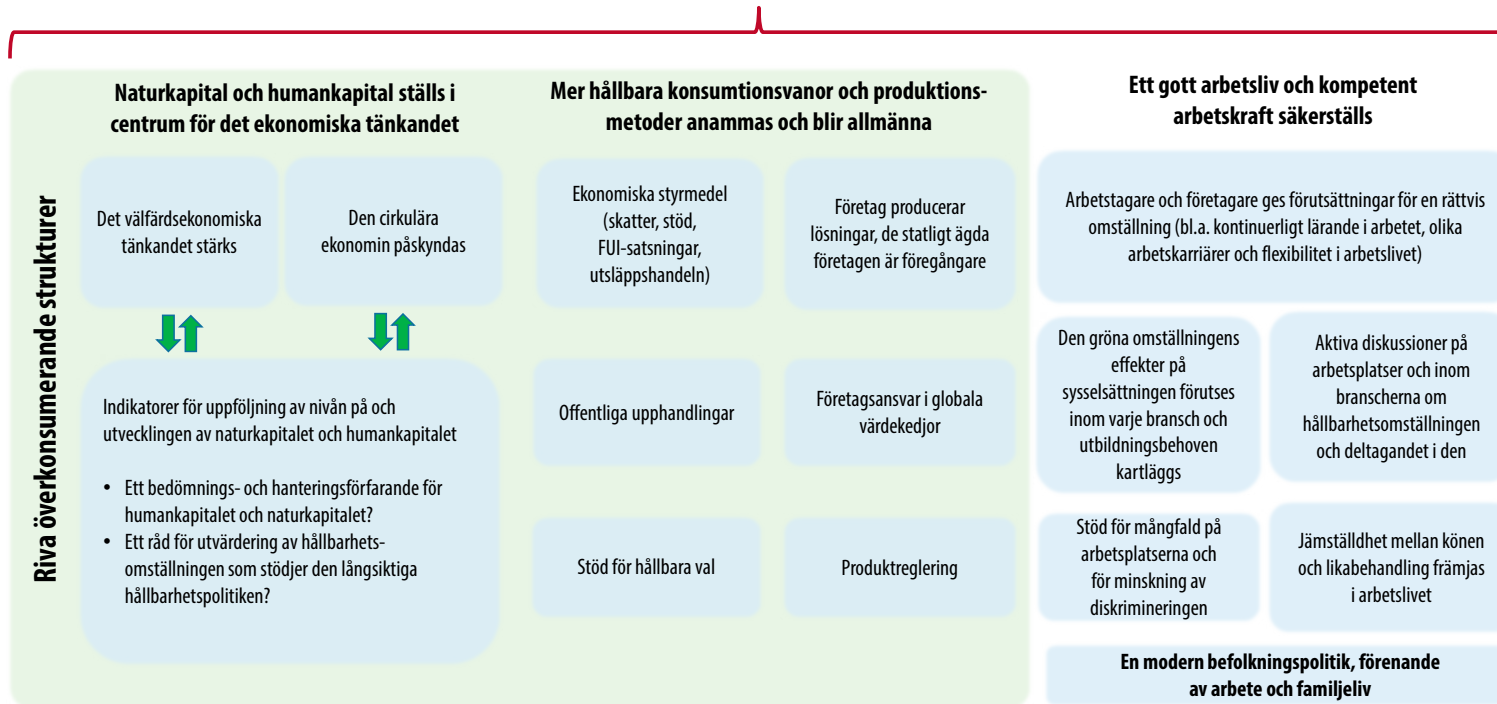 Riva överkonsumerande strukturer
Naturkapital och humankapital ställs i
centrum för det ekonomiska tänkandet
Det välfärdsekonomiska
tänkandet stärks
Den cirkulära
ekonomin påskyndas
Indikatorer för uppföljning av nivån på och
utvecklingen av naturkapitalet och humankapitalet
• Ett bedömnings- och hanteringsförfarande för
humankapitalet och naturkapitalet?
• Ett råd för utvärdering av hållbarhets-
omställningen som stödjer den långsiktiga
hållbarhetspolitiken?
Mer hållbara konsumtionsvanor och produktions-
metoder anammas och blir allmänna
Ekonomiska styrmedel
(skatter, stöd,
FUI-satsningar,
utsläppshandeln)
Företag producerar
lösningar, de statligt ägda
företagen är föregångare
Offentliga upphandlingar
Företagsansvar i globala
värdekedjor
Stöd för hållbara val
Produktreglering
Ett gott arbetsliv och kompetent
arbetskraft säkerställs
Arbetstagare och företagare ges förutsättningar för en rättvis
omställning (bl.a. kontinuerligt lärande i arbetet, olika
arbetskarriärer och flexibilitet i arbetslivet)
Den gröna omställningens
effekter på
sysselsättningen förutses
inom varje bransch och
utbildningsbehoven
kartläggs
Aktiva diskussioner på
arbetsplatser och inom
branscherna om
hållbarhetsomställningen
och deltagandet i den
Stöd för mångfald på
arbetsplatserna och
för minskning av
diskrimineringen
Jämställdhet mellan könen
och likabehandling främjas
i arbetslivet
En modern befolkningspolitik, förenande
av arbete och familjeliv